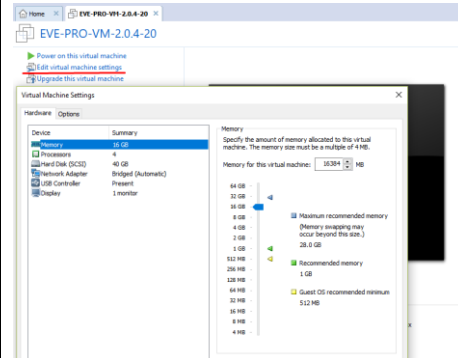 Home ×
EVE-PRO-VM-2.0.4-20 ×
EVE-PRO-VM-2.0.4-20
Power on this virtual machine
Edit virtual machine settings
Upgrade this virtual machine
Virtual Machine Settings
Hardware Options
Device Summary
Memory 16 GB
Processors 4
Hard Disk (SCSI) 40 GB
Network Adapter Bridged (Automatic)
USB Controller Present
Display 1 monitor
Memory
Specify the amount of memory allocated to this virtual
machine. The memory size must be a multiple of 4 MB.
Memory for this virtual machine: 16384 MB
64 GB
32 GB
16 GB
8 GB
4 GB
2 GB
1 GB
512 MB
256 MB
128 MB
64 MB
32 MB
16 MB
8 MB
4 MB
Maximum recommended memory
(Memory swapping may
occur beyond this size.)
28.0 GB
Recommended memory
1 GB
Guest OS recommended minimum
512 MB